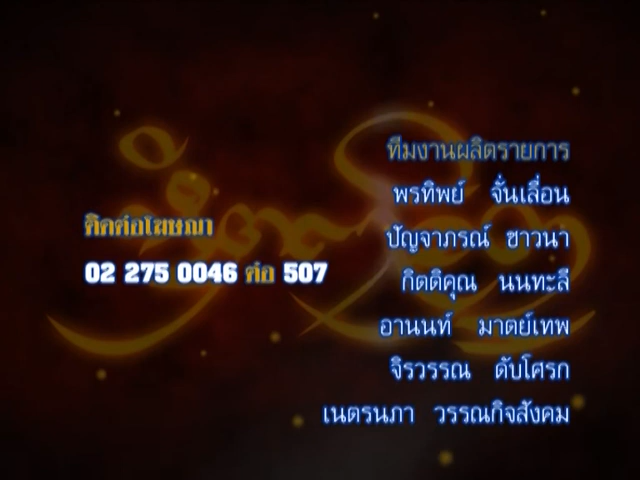 ติดต่อโฆษณา
02 275 0046 ต่อ 507
ทีมงานผลิตรายการ
พรทิพย์ จั่นเลื่อน
ปัญจาภรณ์ ชาวนา
กิตติคุณ นนทะลี
อานนท์ มาตย์เทพ
จิรวรรณ ดับโศรก
เนตรนภา วรรณกิจสังคม